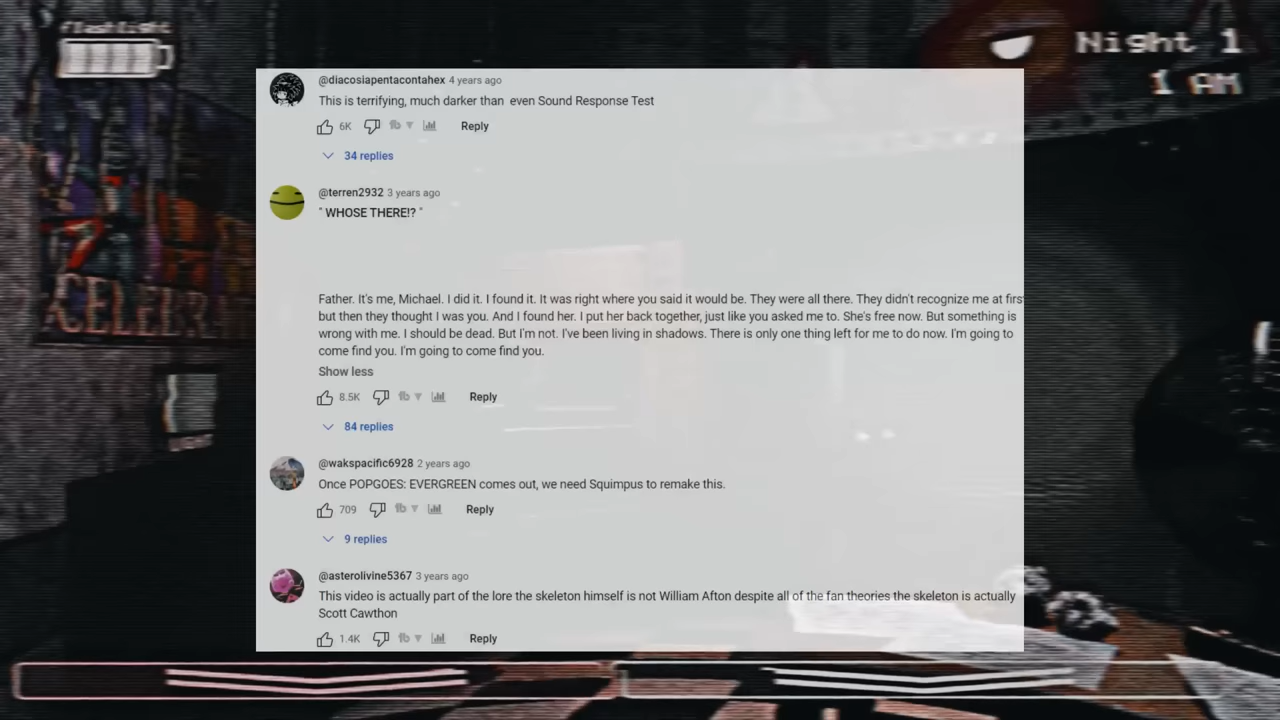 flashlight
Night 1
1 AM
CELEBR
@diacosiapentacontahex 4 years ago
This is terrifying, much darker than even Sound Response Test
6K Reply
34 replies
@terren2932 3 years ago
" WHOSE THERE!? "
Father. It's me, Michael. I did it. I found it. It was right where you said it would be. They were all there. They didn't recognize me at firs
but then they thought I was you. And I found her. I put her back together, just like you asked me to. She's free now. But something is
wrong with me. I should be dead. But I'm not. I've been living in shadows. There is only one thing left for me to do now. I'm going to
come find you. I'm going to come find you.
Show less
8.5K Reply
84 replies
@wakspacific6928 2 years ago
Once POPGOES: EVERGREEN comes out, we need Squimpus to remake this.
709 Reply
9 replies
@asterolivine5367 3 years ago
This video is actually part of the lore the skeleton himself is not William Afton despite all of the fan theories the skeleton is actually
Scott Cawthon
1.4K Reply